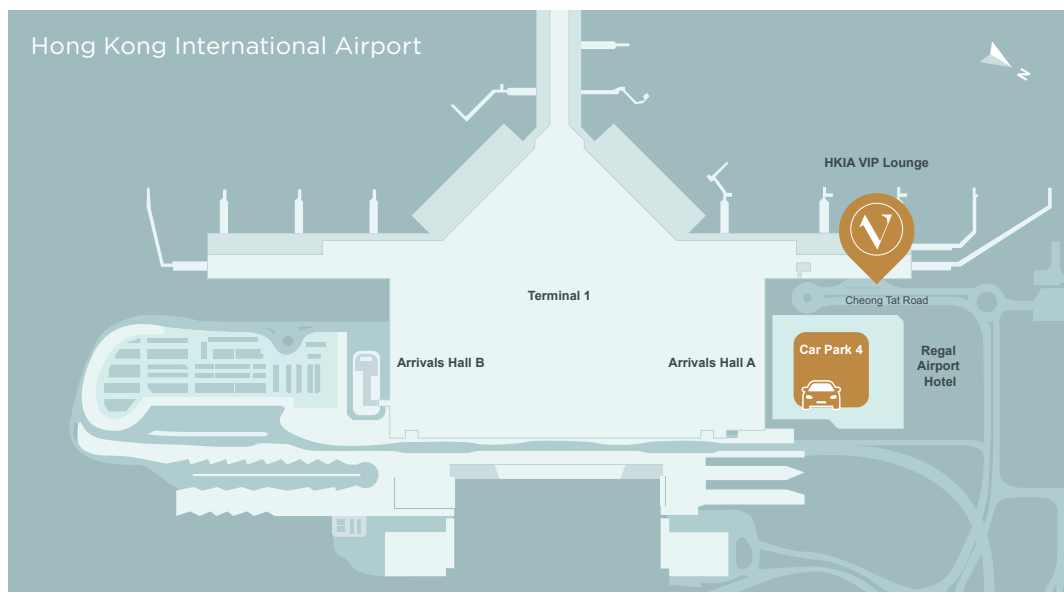 Hong Kong International Airport
N
HKIA VIP Lounge
V
Terminal 1
Cheong Tat Road
Arrivals Hall B
Arrivals Hall A
Car Park 4
Regal
Airport
Hotel